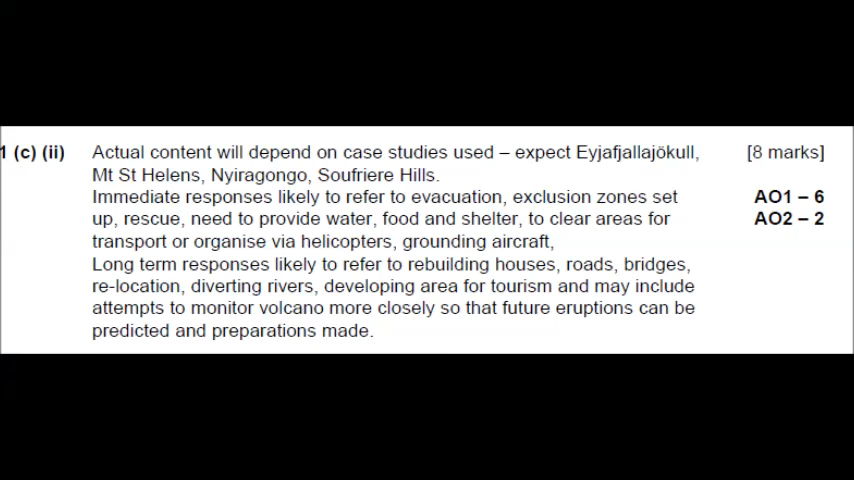 1 (c) (ii) Actual content will depend on case studies used – expect Eyjafjallajökull, [8 marks]
Mt St Helens, Nyiragongo, Soufriere Hills.
Immediate responses likely to refer to evacuation, exclusion zones set AO1 – 6
up, rescue, need to provide water, food and shelter, to clear areas for AO2 – 2
transport or organise via helicopters, grounding aircraft,
Long term responses likely to refer to rebuilding houses, roads, bridges,
re-location, diverting rivers, developing area for tourism and may include
attempts to monitor volcano more closely so that future eruptions can be
predicted and preparations made.